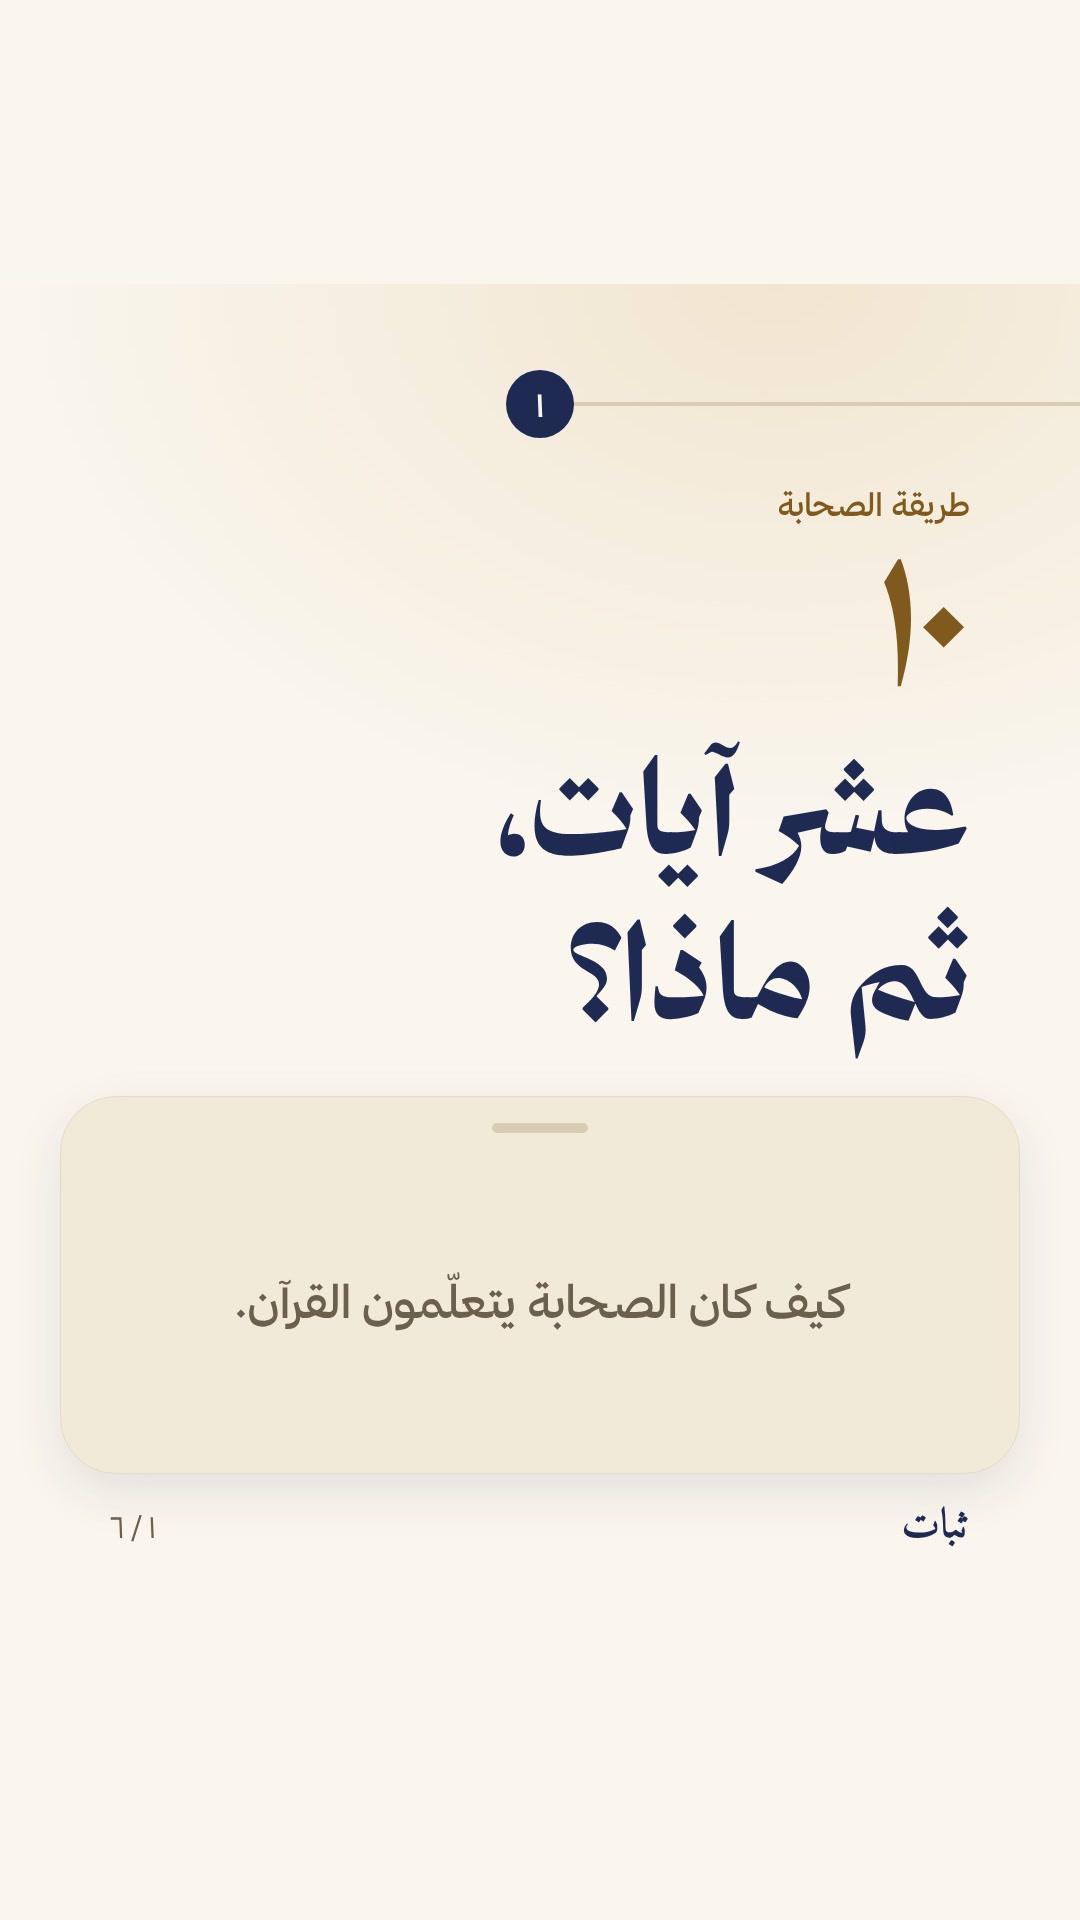 ١
طريقة الصحابة
١٠
عشر آيات،
ثم ماذا؟
كيف كان الصحابة يتعلّمون القرآن.
ثبات
١ / ٦